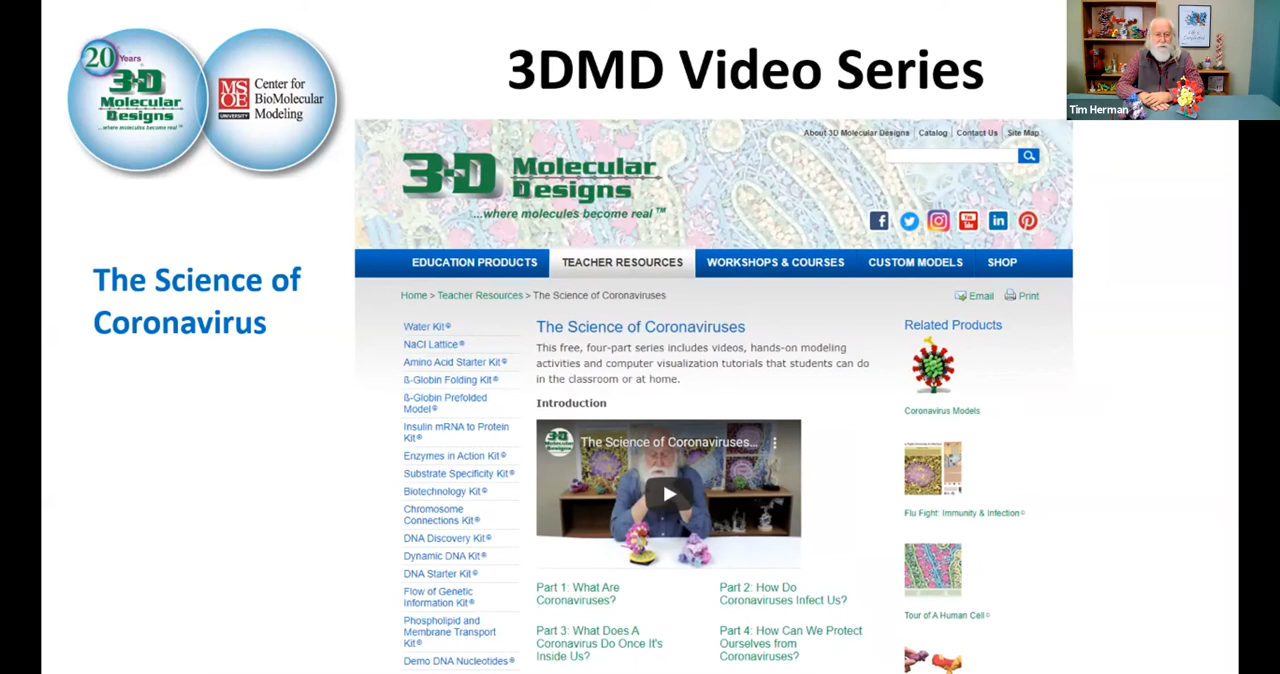 20 Years
3-D
Molecular
Designs
...where molecules become real ™
MSOE
UNIVERSITY
Center for
BioMolecular
Modeling
3DMD Video Series
Tim Herman
The Science of
Coronavirus
About 3D Molecular Designs | Catalog | Contact Us | Site Map
3-D Molecular
Designs
...where molecules become real ™
You
Tube
EDUCATION PRODUCTS
TEACHER RESOURCES
WORKSHOPS & COURSES
CUSTOM MODELS
SHOP
Home > Teacher Resources > The Science of Coronaviruses
Email
Print
Water Kit©
NaCl Lattice®
Amino Acid Starter Kit®
ß-Globin Folding Kit®
ß-Globin Prefolded
Model©
Insulin mRNA to Protein
Kit®
Enzymes in Action Kit®
Substrate Specificity Kit®
Biotechnology Kit©
Chromosome
Connections Kit®
DNA Discovery Kit®
Dynamic DNA Kit®
DNA Starter Kit©
Flow of Genetic
Information Kit®
Phospholipid and
Membrane Transport
Kit®
Demo DNA Nucleotides®
The Science of Coronaviruses
This free, four-part series includes videos, hands-on modeling
activities and computer visualization tutorials that students can do
in the classroom or at home.
Introduction
3-D
The Science of Coronaviruses...
Part 1: What Are
Coronaviruses?
Part 2: How Do
Coronaviruses Infect Us?
Part 3: What Does A
Coronavirus Do Once It's
Inside Us?
Part 4: How Can We Protect
Ourselves from
Coronaviruses?
Related Products
Coronavirus Models
Flu Fight: Immunity & Infection©
Tour of A Human Cell©